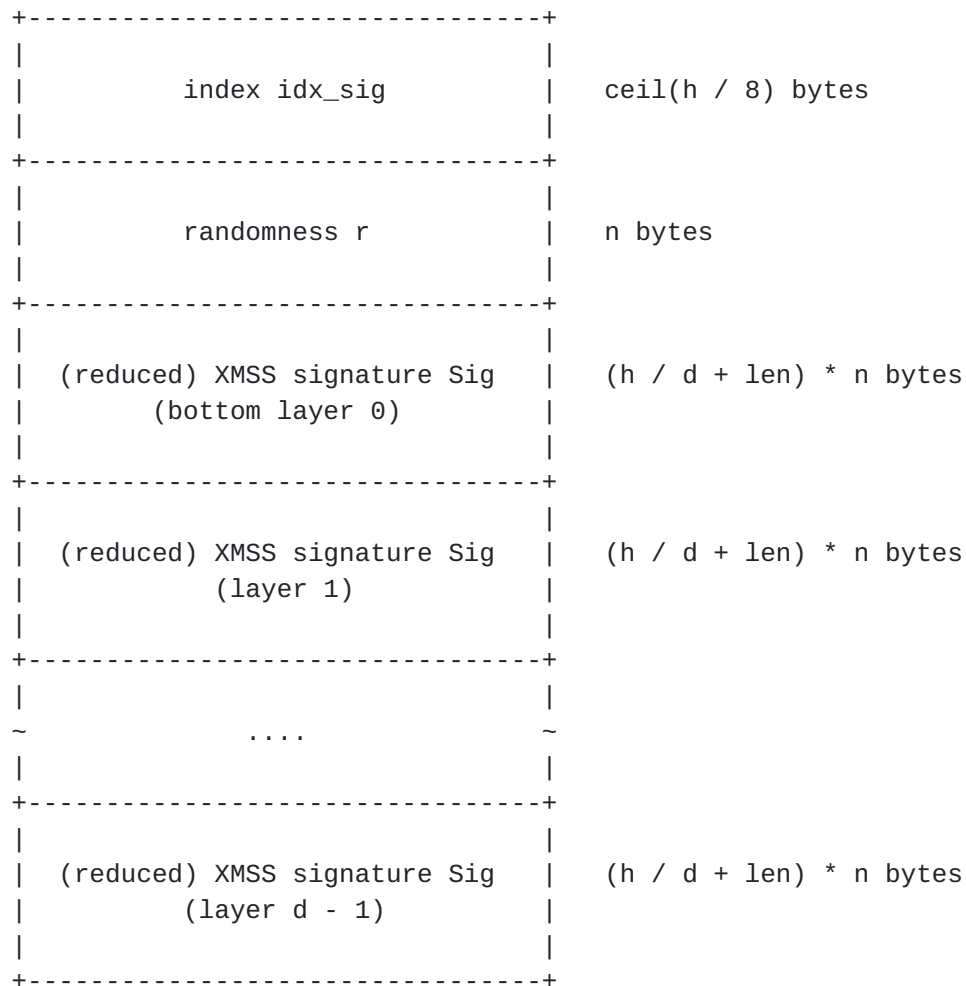 +---------------------------------+
|                                 |
|          index idx_sig          |   ceil(h / 8) bytes
|                                 |
+---------------------------------+
|                                 |
|          randomness r           |   n bytes
|                                 |
+---------------------------------+
|                                 |
|  (reduced) XMSS signature Sig   |   (h / d + len) * n bytes
|        (bottom layer 0)         |
|                                 |
+---------------------------------+
|                                 |
|  (reduced) XMSS signature Sig   |   (h / d + len) * n bytes
|            (layer 1)            |
|                                 |
+---------------------------------+
|                                 |
~              ....               ~
|                                 |
+---------------------------------+
|                                 |
|  (reduced) XMSS signature Sig   |   (h / d + len) * n bytes
|          (layer d - 1)          |
|                                 |
+---------------------------------+